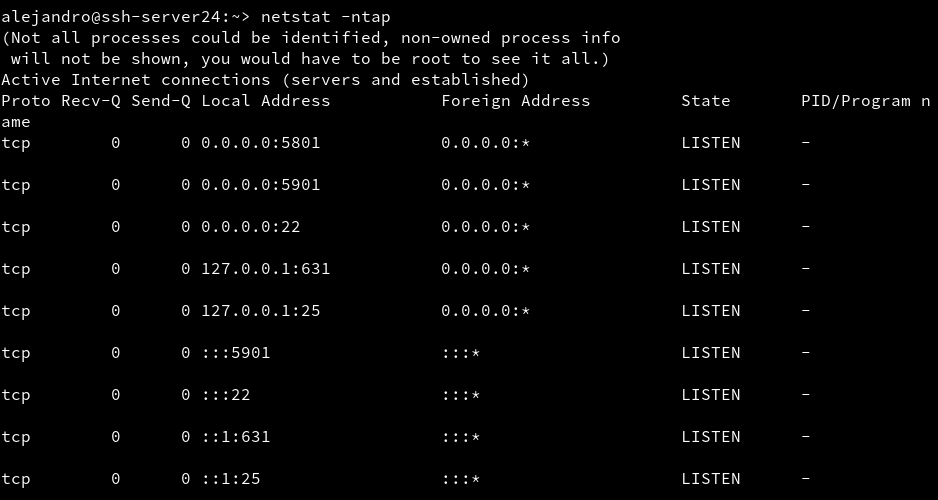 alejandro@ssh-server24:~> netstat -ntap
(Not all processes could be identified, non-owned process info
 will not be shown, you would have to be root to see it all.)
Active Internet connections (servers and established)
Proto Recv-Q Send-Q Local Address           Foreign Address         State       PID/Program n
ame
tcp        0      0 0.0.0.0:5801            0.0.0.0:*               LISTEN      -
tcp        0      0 0.0.0.0:5901            0.0.0.0:*               LISTEN      -
tcp        0      0 0.0.0.0:22              0.0.0.0:*               LISTEN      -
tcp        0      0 127.0.0.1:631           0.0.0.0:*               LISTEN      -
tcp        0      0 127.0.0.1:25            0.0.0.0:*               LISTEN      -
tcp        0      0 :::5901                 :::*                    LISTEN      -
tcp        0      0 :::22                   :::*                    LISTEN      -
tcp        0      0 ::1:631                 :::*                    LISTEN      -
tcp        0      0 ::1:25                  :::*                    LISTEN      -